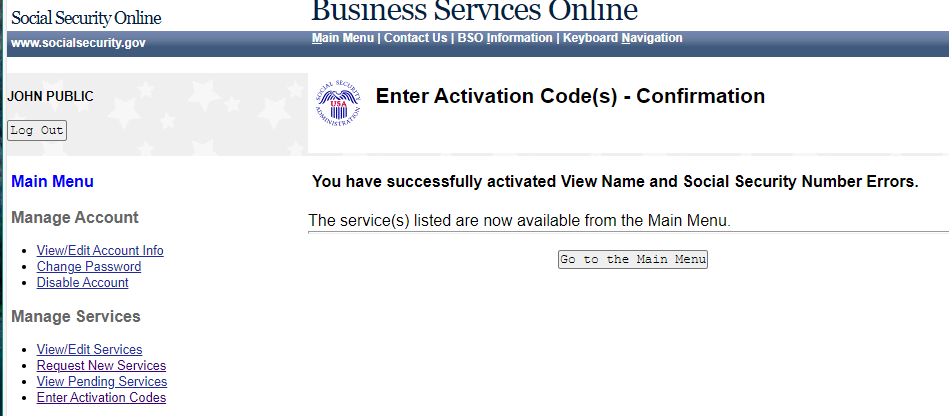 Social Security Online
Business Services Online
www.socialsecurity.gov
Main Menu | Contact Us | BSO Information | Keyboard Navigation
JOHN PUBLIC
Log Out
SOCIAL SECURITY
USA
ADMINISTRATION
Enter Activation Code(s) - Confirmation
Main Menu
Manage Account
View/Edit Account Info
Change Password
Disable Account
Manage Services
View/Edit Services
Request New Services
View Pending Services
Enter Activation Codes
You have successfully activated View Name and Social Security Number Errors.
The service(s) listed are now available from the Main Menu.
Go to the Main Menu